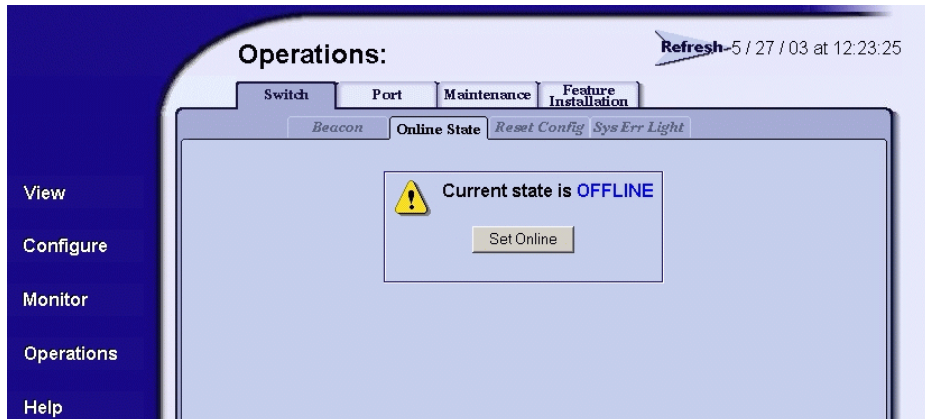 Operations:
Refresh-5 / 27 / 03 at 12:23:25
Switch Port Maintenance Feature Installation
Beacon Online State Reset Config Sys Err Light
View
Current state is OFFLINE
Configure
Set Online
Monitor
Operations
Help